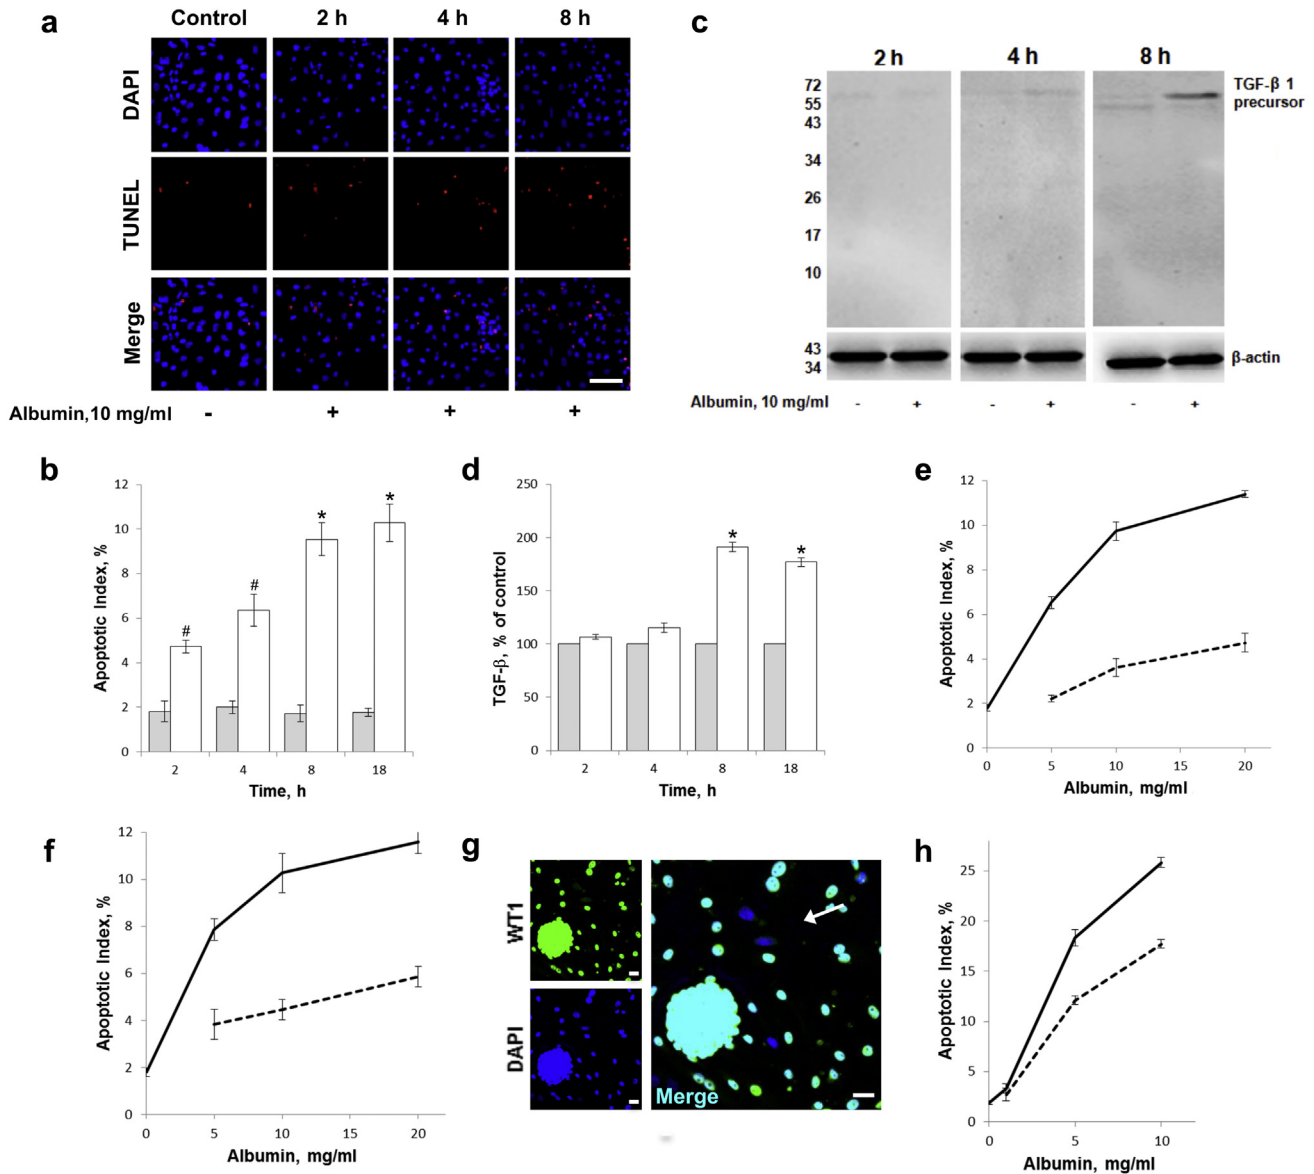 a
Control 2 h 4 h 8 h
DAPI
TUNEL
Merge
Albumin,10 mg/ml - + + +
c
2 h 4 h 8 h
72
55
43
34
26
17
10
TGF-β 1
precursor
43
34
β-actin
Albumin, 10 mg/ml - + - + - +
b
Apoptotic Index, %
12
10
8
6
4
2
0
# # * *
2 4 8 18
Time, h
d
TGF-β, % of control
250
200
150
100
50
0
* *
2 4 8 18
Time, h
e
Apoptotic Index, %
12
10
8
6
4
2
0
0 5 10 15 20
Albumin, mg/ml
f
Apoptotic Index, %
12
10
8
6
4
2
0
0 5 10 15 20
Albumin, mg/ml
g
WT1
DAPI
Merge
h
Apoptotic Index, %
25
20
15
10
5
0
0 5 10
Albumin, mg/ml